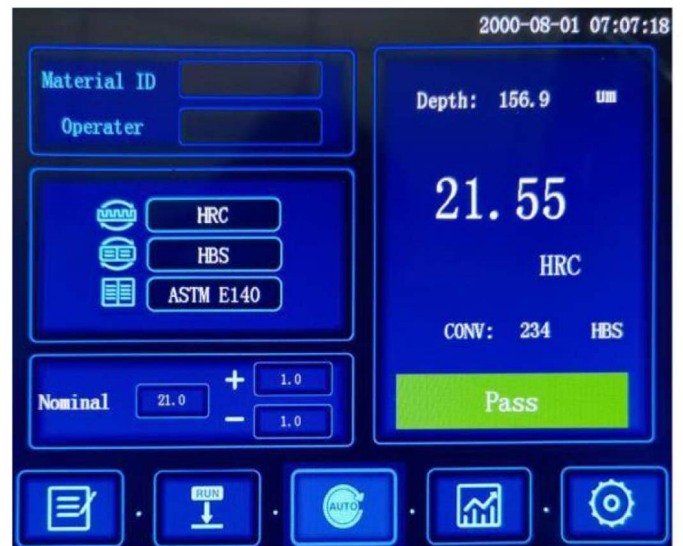 2000-08-01 07:07:18
Material ID
Operater
HRC
HBS
ASTM E140
Nominal 21.0 + 1.0
− 1.0
Depth: 156.9 um
21.55
HRC
CONV: 234 HBS
Pass
RUN
AUTO